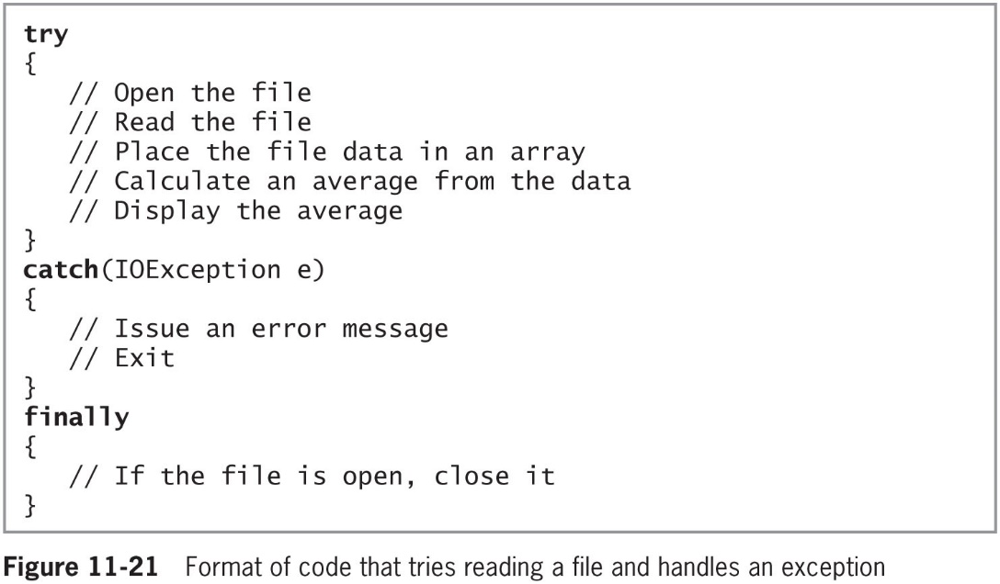 try
{
   // Open the file
   // Read the file
   // Place the file data in an array
   // Calculate an average from the data
   // Display the average
}
catch(IOException e)
{
   // Issue an error message
   // Exit
}
finally
{
   // If the file is open, close it
}
Figure 11-21 Format of code that tries reading a file and handles an exception